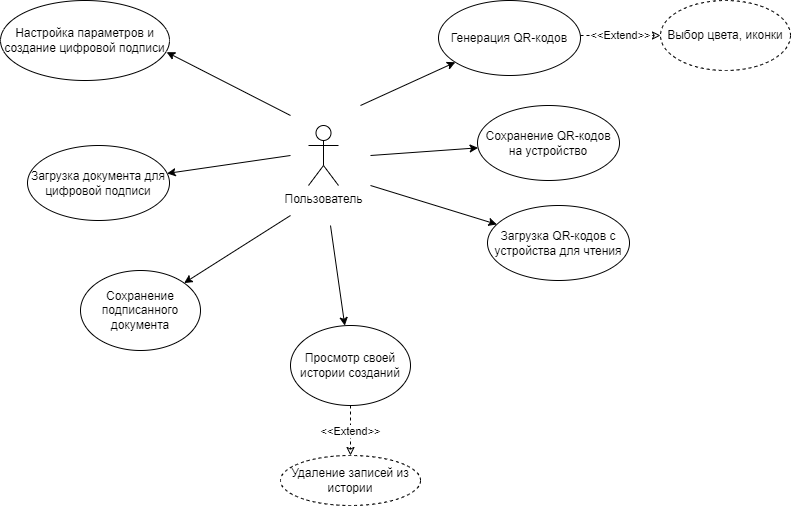 Настройка параметров и
создание цифровой подписи
Генерация QR-кодов
<<Extend>>
Выбор цвета, иконки
Сохранение QR-кодов
на устройство
Загрузка документа для
цифровой подписи
Пользователь
Загрузка QR-кодов с
устройства для чтения
Сохранение
подписанного
документа
Просмотр своей
истории созданий
<<Extend>>
Удаление записей из
истории